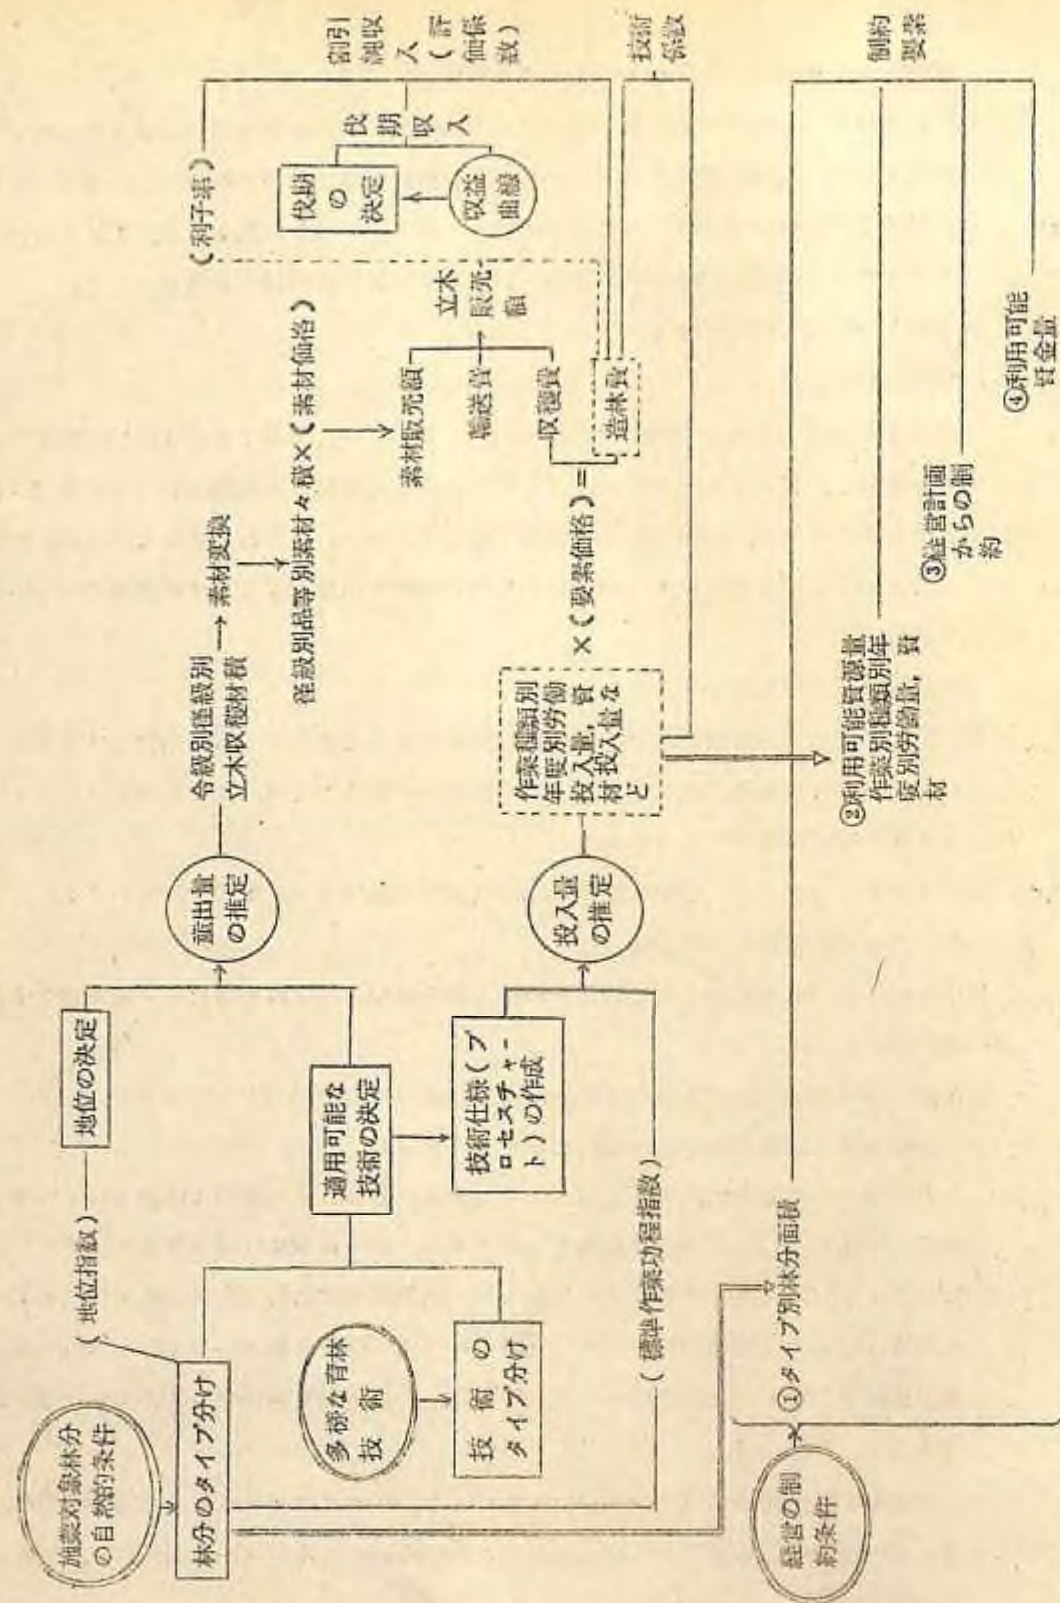 施業対象林分
の自然的条件
林分のタイプ分け
(地位指数)
地位の決定
多様な育林
技術
技術の
タイプ分け
適用可能な
技術の決定
技術仕様(プ
ロセスチャー
ト)の作成
(標準作業功程指数)
産出量
の推定
投入量
の推定
令級別径級別
立木収穫材積
素材変換
径級別品等別素材々積×(素材価格)
作業種類別
年度別労働
投入量,資
材投入量な
ど
×(要素価格)=
素材販売額
輸送費
収穫費
造林費
立木
販売
額
(利子率)
伐期
の
決定
収益
曲線
伐期
収入
割引
純収
入
(評
価係
数)
技術
係数
経営の制
約条件
①タイプ別林分面積
②利用可能資源量
作業別種類別年
度別労働量,資
材
③経営計画
からの制
約
④利用可能
資金量
制約
要素